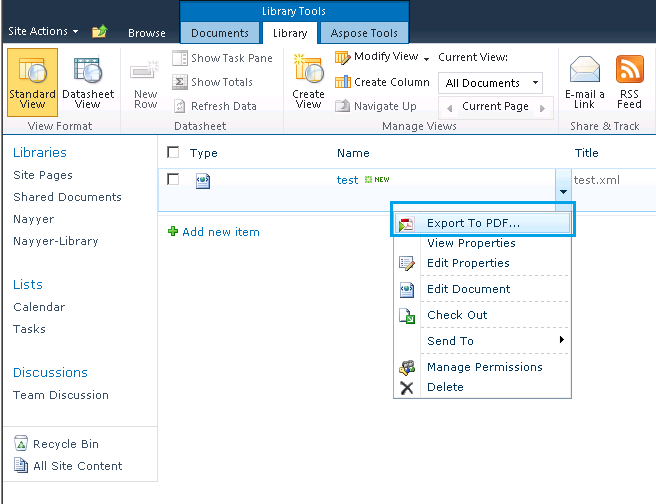 Library Tools
Site Actions
Browse
Documents
Library
Aspose Tools
Standard
View
Datasheet
View
View Format
New
Row
Show Task Pane
Show Totals
Refresh Data
Datasheet
Create
View
Modify View
Create Column
Navigate Up
Current View:
All Documents
Current Page
Manage Views
E-mail a
Link
RSS
Feed
Share & Track
Libraries
Site Pages
Shared Documents
Nayyer
Nayyer-Library
Lists
Calendar
Tasks
Discussions
Team Discussion
Recycle Bin
All Site Content
Type
Name
Title
test
NEW
test.xml
Add new item
Export To PDF...
View Properties
Edit Properties
Edit Document
Check Out
Send To
Manage Permissions
Delete